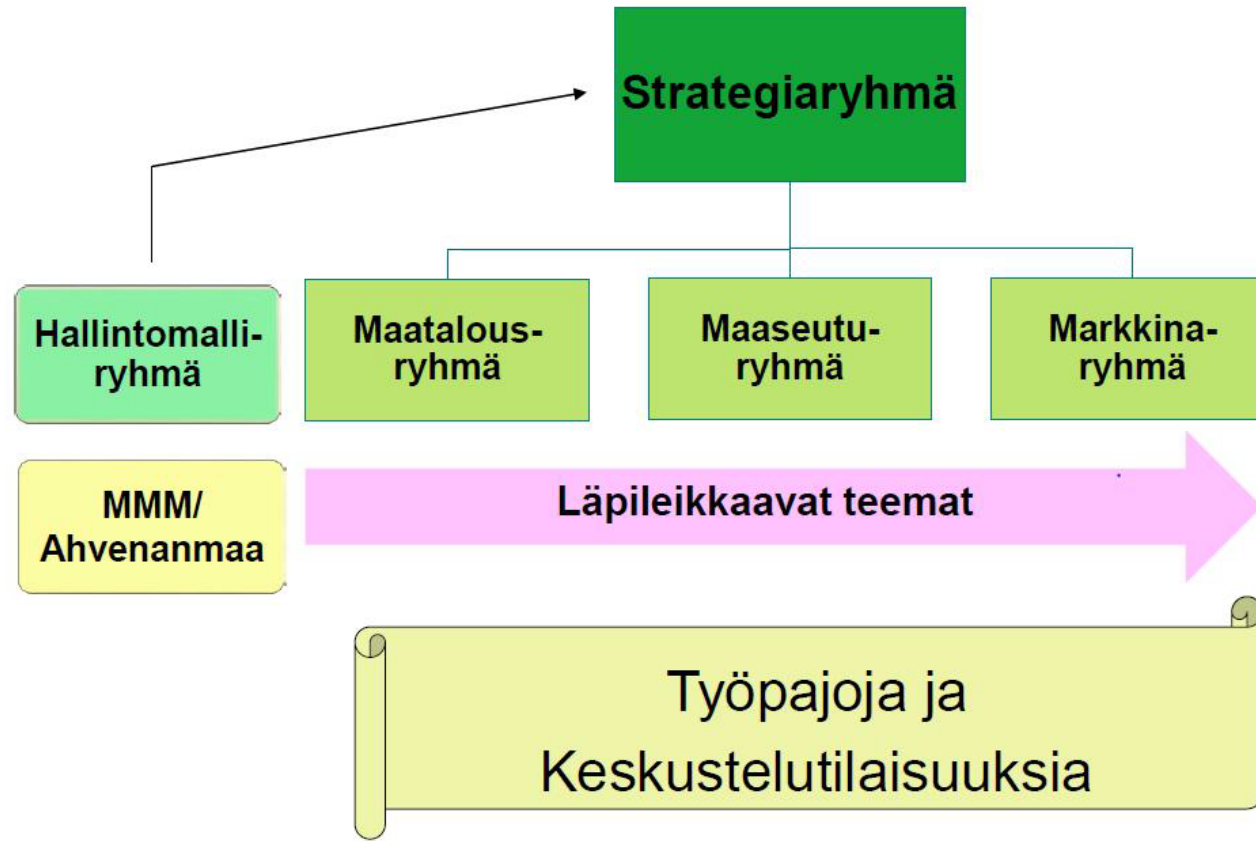 Strategiaryhmä
Hallintomalli-
ryhmä
Maatalous-
ryhmä
Maaseutu-
ryhmä
Markkina-
ryhmä
MMM/
Ahvenanmaa
Läpileikkaavat teemat
Työpajoja ja
Keskustelutilaisuuksia